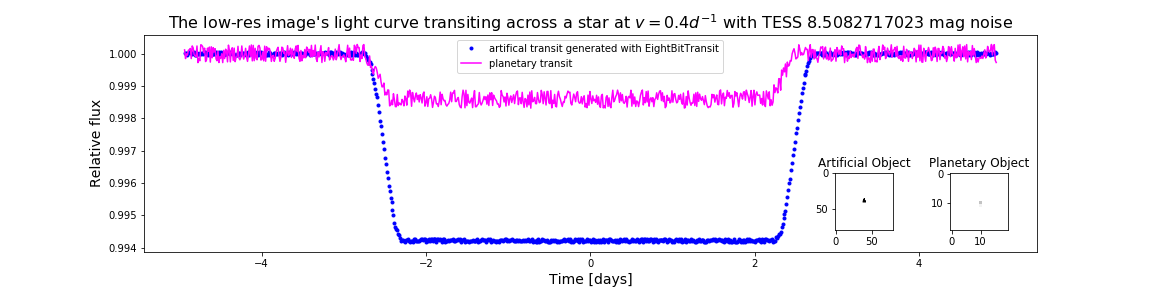 The low-res image's light curve transiting across a star at v = 0.4d⁻¹ with TESS 8.5082717023 mag noise
artifical transit generated with EightBitTransit
planetary transit
Relative flux
1.000
0.999
0.998
0.997
0.996
0.995
0.994
Artificial Object
0
50
0 50
Planetary Object
0
10
0 10
−4 −2 0 2 4
Time [days]